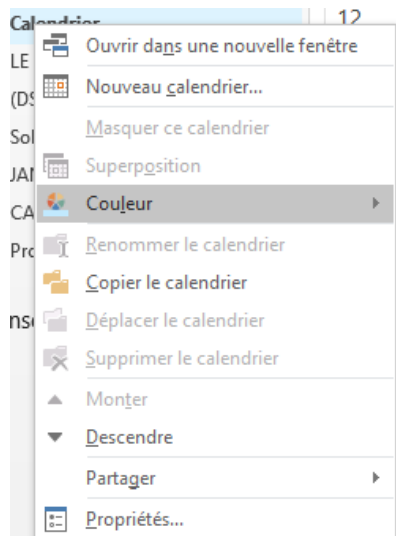 Calendrier
12
Ouvrir dans une nouvelle fenêtre
LE
Nouveau calendrier...
(DS
Masquer ce calendrier
Sol
Superposition
JAN
Couleur
CA
Renommer le calendrier
Pro
Copier le calendrier
Déplacer le calendrier
Supprimer le calendrier
Monter
Descendre
Partager
Propriétés...